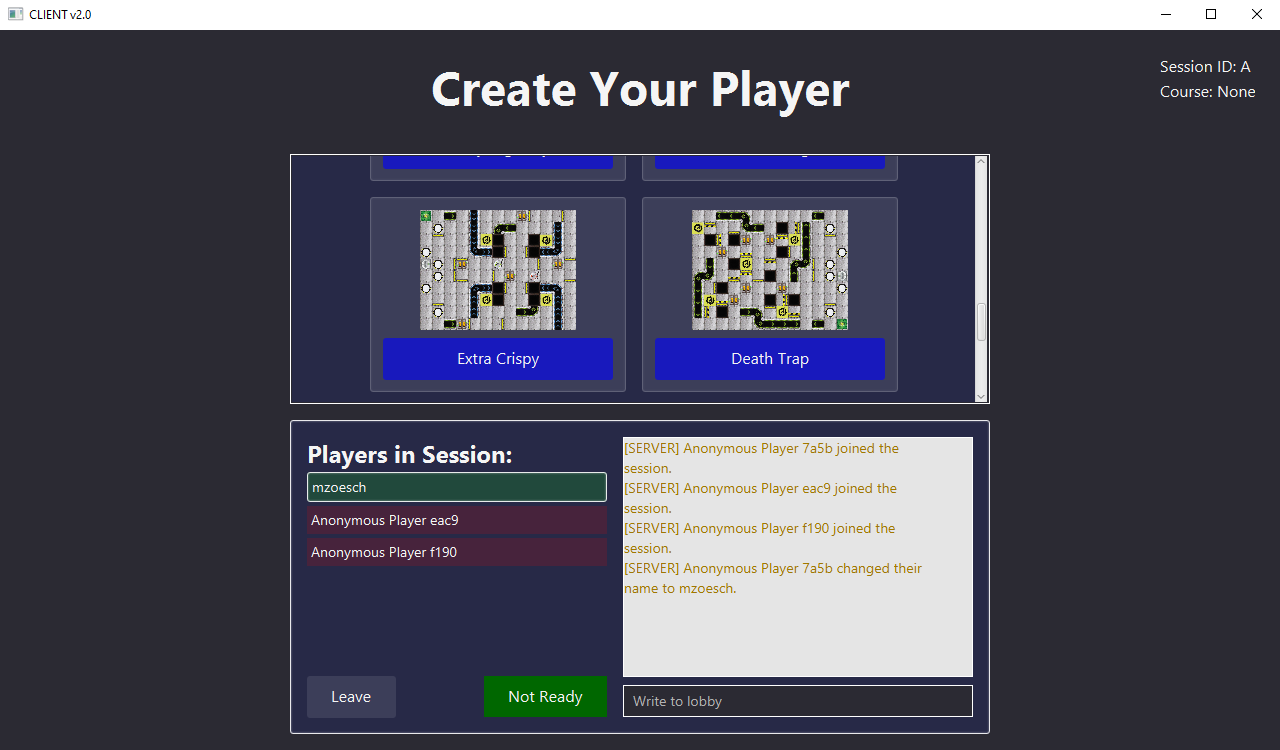 CLIENT v2.0
Create Your Player
Session ID: A
Course: None
Extra Crispy
Death Trap
Players in Session:
mzoesch
Anonymous Player eac9
Anonymous Player f190
Leave
Not Ready
[SERVER] Anonymous Player 7a5b joined the
session.
[SERVER] Anonymous Player eac9 joined the
session.
[SERVER] Anonymous Player f190 joined the
session.
[SERVER] Anonymous Player 7a5b changed their
name to mzoesch.
Write to lobby